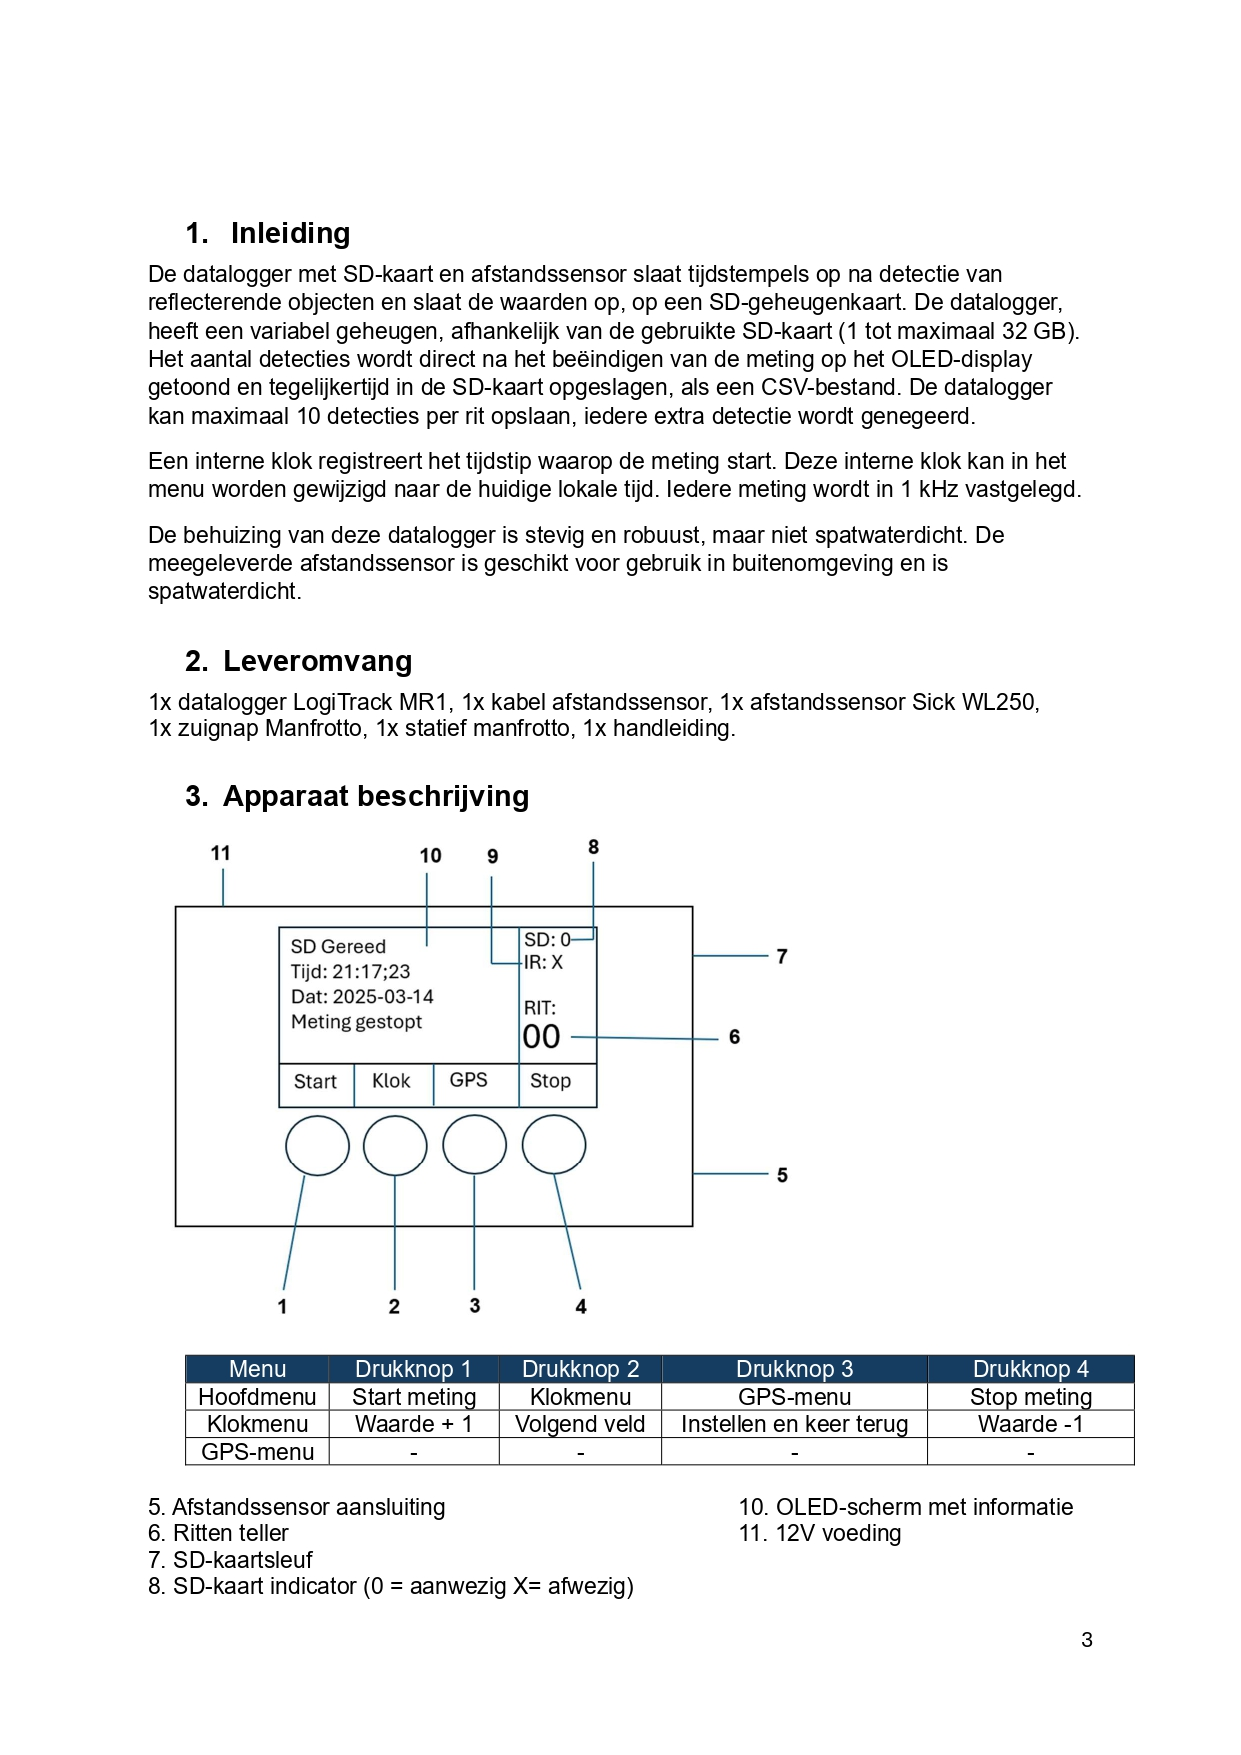 1. Inleiding
De datalogger met SD-kaart en afstandssensor slaat tijdstempels op na detectie van
reflecterende objecten en slaat de waarden op, op een SD-geheugenkaart. De datalogger,
heeft een variabel geheugen, afhankelijk van de gebruikte SD-kaart (1 tot maximaal 32 GB).
Het aantal detecties wordt direct na het beëindigen van de meting op het OLED-display
getoond en tegelijkertijd in de SD-kaart opgeslagen, als een CSV-bestand. De datalogger
kan maximaal 10 detecties per rit opslaan, iedere extra detectie wordt genegeerd.
Een interne klok registreert het tijdstip waarop de meting start. Deze interne klok kan in het
menu worden gewijzigd naar de huidige lokale tijd. Iedere meting wordt in 1 kHz vastgelegd.
De behuizing van deze datalogger is stevig en robuust, maar niet spatwaterdicht. De
meegeleverde afstandssensor is geschikt voor gebruik in buitenomgeving en is
spatwaterdicht.
2. Leveromvang
1x datalogger LogiTrack MR1, 1x kabel afstandssensor, 1x afstandssensor Sick WL250,
1x zuignap Manfrotto, 1x statief manfrotto, 1x handleiding.
3. Apparaat beschrijving
11 10 9 8
SD Gereed
Tijd: 21:17;23
Dat: 2025-03-14
Meting gestopt
SD: 0
IR: X
RIT:
00
7
6
Start Klok GPS Stop
5
1 2 3 4
Menu Drukknop 1 Drukknop 2 Drukknop 3 Drukknop 4
Hoofdmenu Start meting Klokmenu GPS-menu Stop meting
Klokmenu Waarde + 1 Volgend veld Instellen en keer terug Waarde -1
GPS-menu - - - -
5. Afstandssensor aansluiting
6. Ritten teller
7. SD-kaartsleuf
8. SD-kaart indicator (0 = aanwezig X= afwezig)
10. OLED-scherm met informatie
11. 12V voeding
3